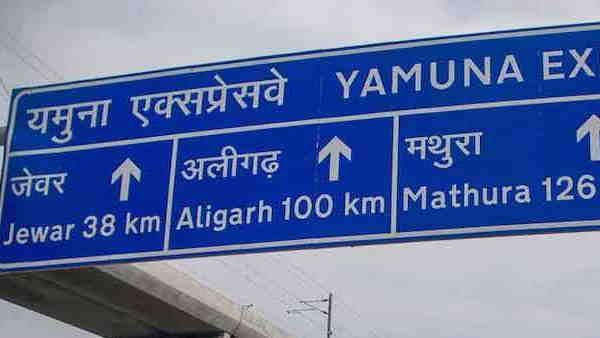 यमुना एक्सप्रेसवे YAMUNA EX
जेवर
Jewar 38 km
अलीगढ़
Aligarh 100 km
मथुरा
Mathura 126